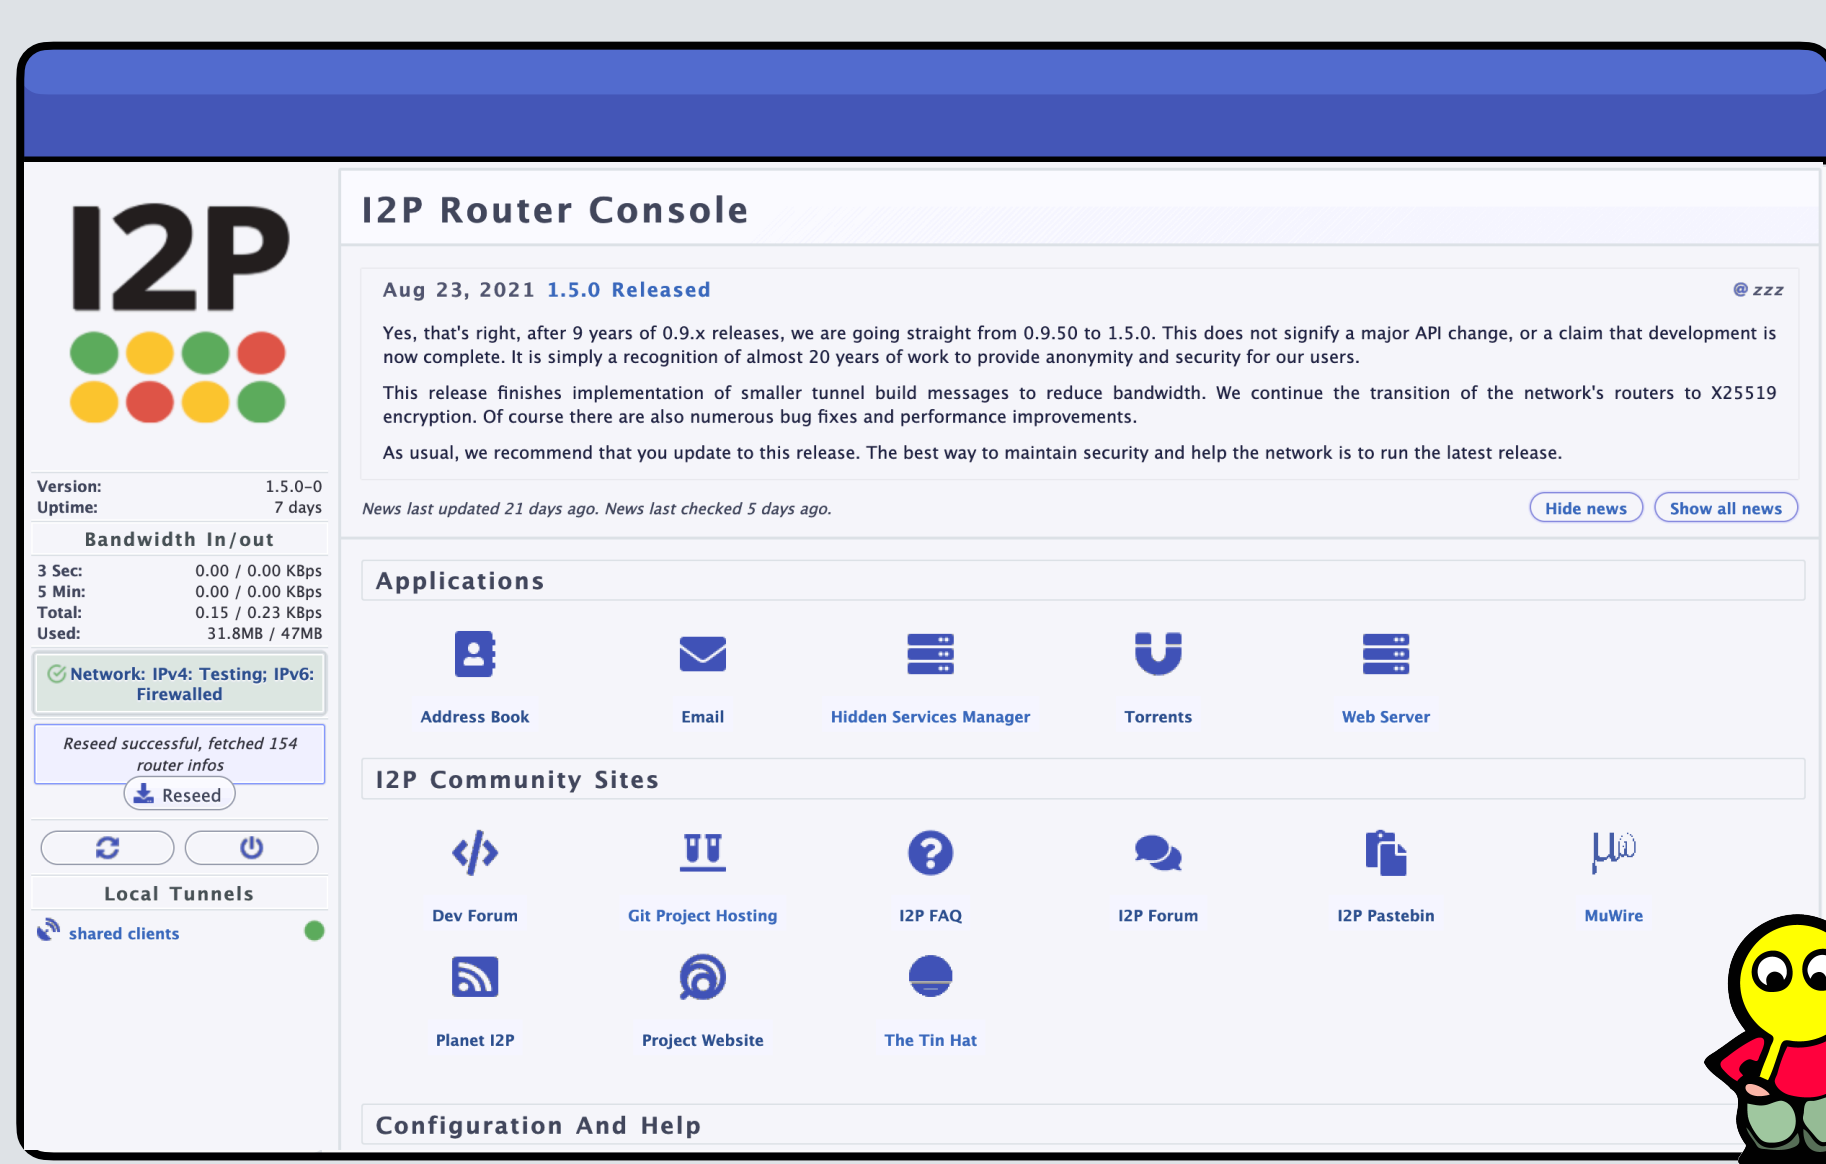 I2P
Version: 1.5.0-0
Uptime: 7 days
Bandwidth In/out
3 Sec: 0.00 / 0.00 KBps
5 Min: 0.00 / 0.00 KBps
Total: 0.15 / 0.23 KBps
Used: 31.8MB / 47MB
Network: IPv4: Testing; IPv6:
Firewalled
Reseed successful, fetched 154
router infos
Reseed
Local Tunnels
shared clients
I2P Router Console
Aug 23, 2021 1.5.0 Released @ zzz
Yes, that's right, after 9 years of 0.9.x releases, we are going straight from 0.9.50 to 1.5.0. This does not signify a major API change, or a claim that development is
now complete. It is simply a recognition of almost 20 years of work to provide anonymity and security for our users.
This release finishes implementation of smaller tunnel build messages to reduce bandwidth. We continue the transition of the network's routers to X25519
encryption. Of course there are also numerous bug fixes and performance improvements.
As usual, we recommend that you update to this release. The best way to maintain security and help the network is to run the latest release.
News last updated 21 days ago. News last checked 5 days ago.
Hide news Show all news
Applications
Address Book Email Hidden Services Manager Torrents Web Server
I2P Community Sites
μω
Dev Forum Git Project Hosting I2P FAQ I2P Forum I2P Pastebin MuWire
Planet I2P Project Website The Tin Hat
Configuration And Help